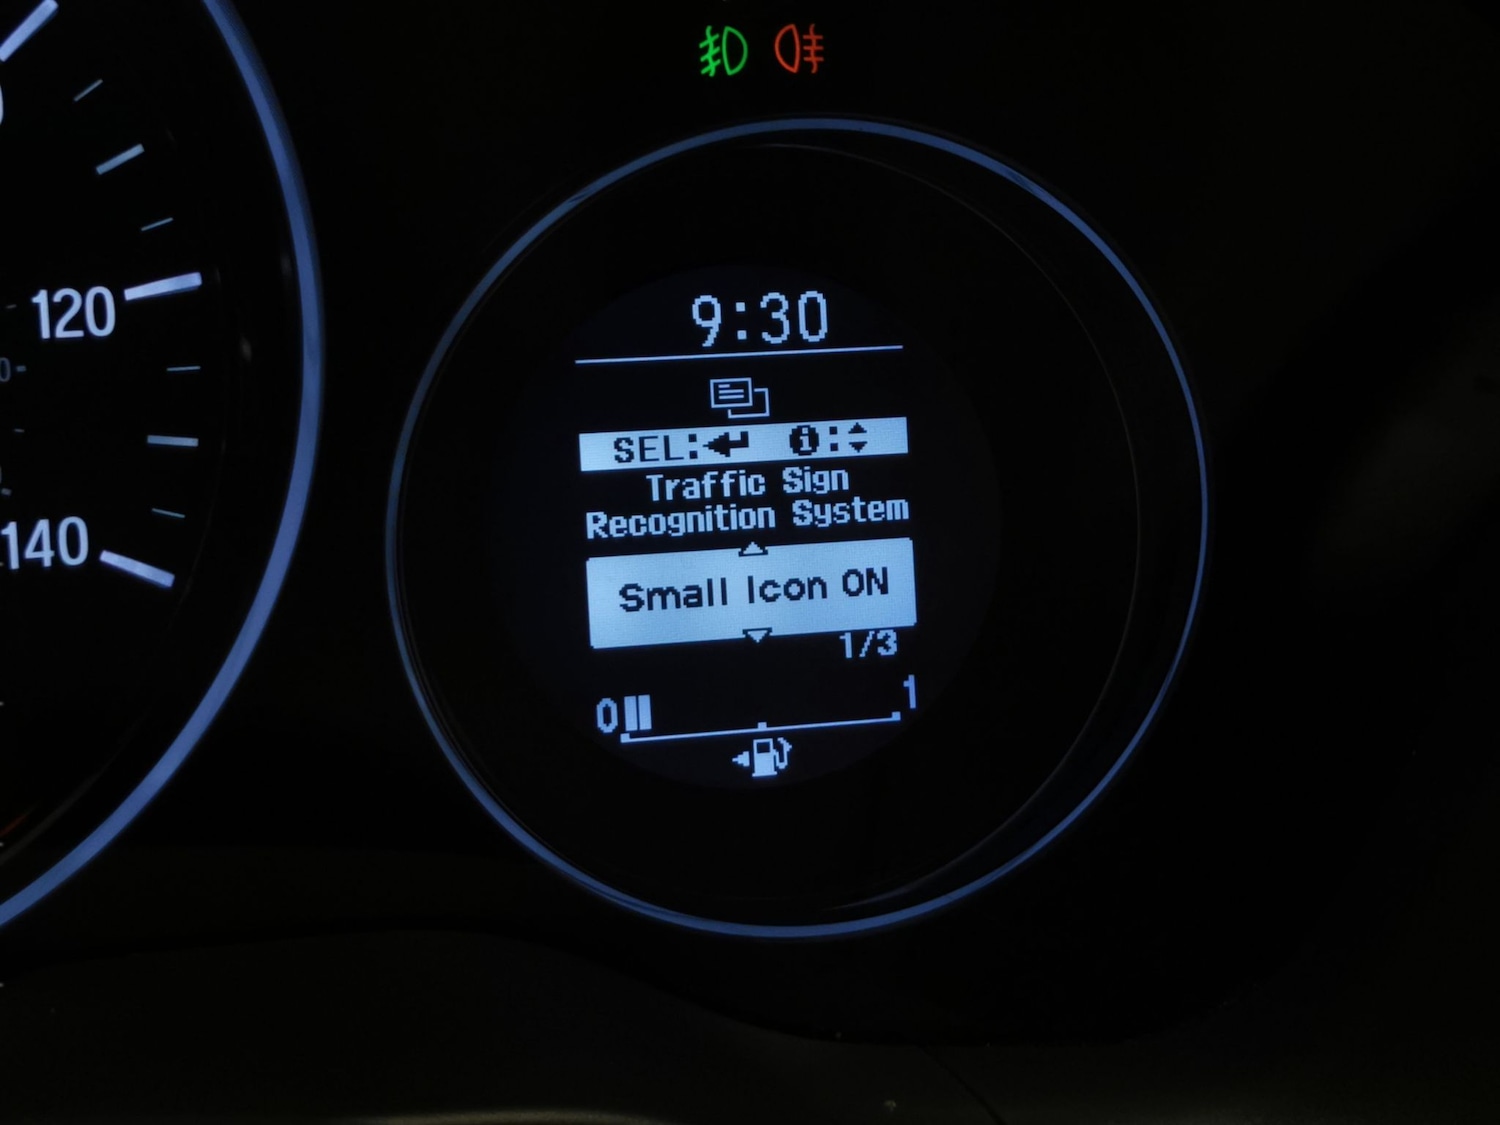 9:30
SEL: i:
Traffic Sign
Recognition System
Small Icon ON
1/3
0 1
120
140